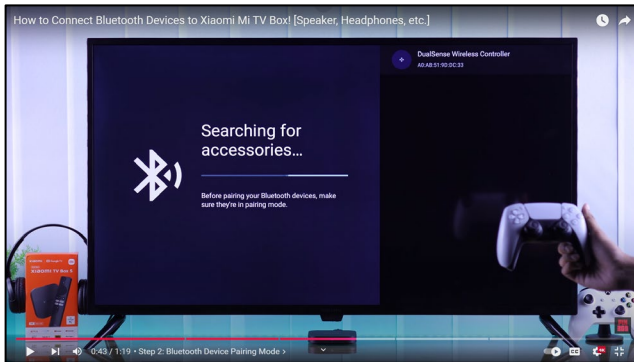 How to Connect Bluetooth Devices to Xiaomi Mi TV Box! [Speaker, Headphones, etc.]
DualSense Wireless Controller
A0:AB:51:9D:DC:33
Searching for
accessories...
Before pairing your Bluetooth devices, make
sure they're in pairing mode.
XIAOMI TV Box S
0:43 / 1:19 • Step 2: Bluetooth Device Pairing Mode >
CC